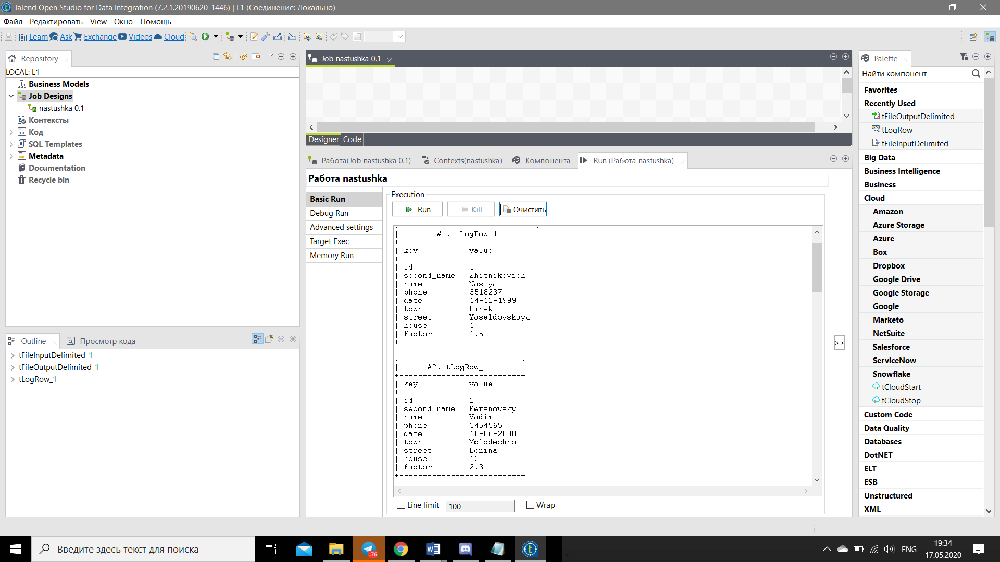 Talend Open Studio for Data Integration (7.2.1.20190620_1446) | L1 (Соединение: Локально)
Файл Редактировать View Окно Помощь
Learn Ask Exchange Videos Cloud
Repository
LOCAL: L1
Business Models
Job Designs
nastushka 0.1
Контексты
Код
SQL Templates
Metadata
Documentation
Recycle bin
Outline Просмотр кода
tFileInputDelimited_1
tFileOutputDelimited_1
tLogRow_1
Job nastushka 0.1
Designer Code
Работа(Job nastushka 0.1) Contexts(nastushka) Компонента Run (Работа nastushka)
Работа nastushka
Basic Run
Debug Run
Advanced settings
Target Exec
Memory Run
Execution
Run Kill Очистить
| #1. tLogRow_1 |
+-------------+---------------+
| key | value |
+-------------+---------------+
| id | 1 |
| second_name | Zhitnikovich |
| name | Nastya |
| phone | 3518237 |
| date | 14-12-1999 |
| town | Pinsk |
| street | Yaseldovskaya |
| house | 1 |
| factor | 1.5 |
+-------------+---------------+
.--------------------------.
| #2. tLogRow_1 |
+-------------+------------+
| key | value |
+-------------+------------+
| id | 2 |
| second_name | Kersnovsky |
| name | Vadim |
| phone | 3454565 |
| date | 18-06-2000 |
| town | Molodechno |
| street | Lenina |
| house | 12 |
| factor | 2.3 |
+-------------+------------+
Line limit 100 Wrap
>>
Palette
Найти компонент
Favorites
Recently Used
tFileOutputDelimited
tLogRow
tFileInputDelimited
Big Data
Business Intelligence
Business
Cloud
Amazon
Azure Storage
Azure
Box
Dropbox
Google Drive
Google Storage
Google
Marketo
NetSuite
Salesforce
ServiceNow
Snowflake
tCloudStart
tCloudStop
Custom Code
Data Quality
Databases
DotNET
ELT
ESB
Unstructured
XML
Введите здесь текст для поиска
..76
ENG
19:34
17.05.2020